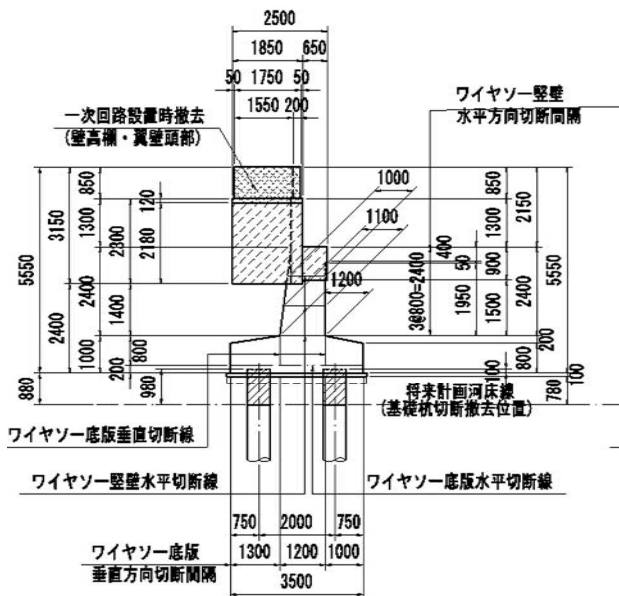 2500
1850 650
50 1750 50
1550 200
一次回路設置時撤去
(壁高欄・翼壁頭部)
ワイヤソー竪壁
水平方向切断間隔
1000
1100
1200
5550
3150
2400
880
850
1300
2400
1000
200
2300
1400
800
980
120
2180
3@800=2400
400
50
1950
850
1300
900
1500
100
2150
2400
200
800
780
5550
100
将来計画河床線
(基礎杭切断撤去位置)
ワイヤソー底版垂直切断線
ワイヤソー竪壁水平切断線
ワイヤソー底版水平切断線
750 2000 750
ワイヤソー底版
垂直方向切断間隔
1300 1200 1000
3500